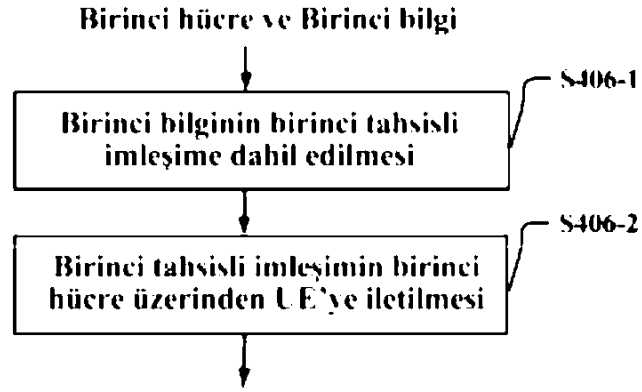 Birinci hücre ve Birinci bilgi
S406-1
Birinci bilginin birinci tahsisli
imleşime dahil edilmesi
S406-2
Birinci tahsisli imleşimin birinci
hücre üzerinden UE'ye iletilmesi